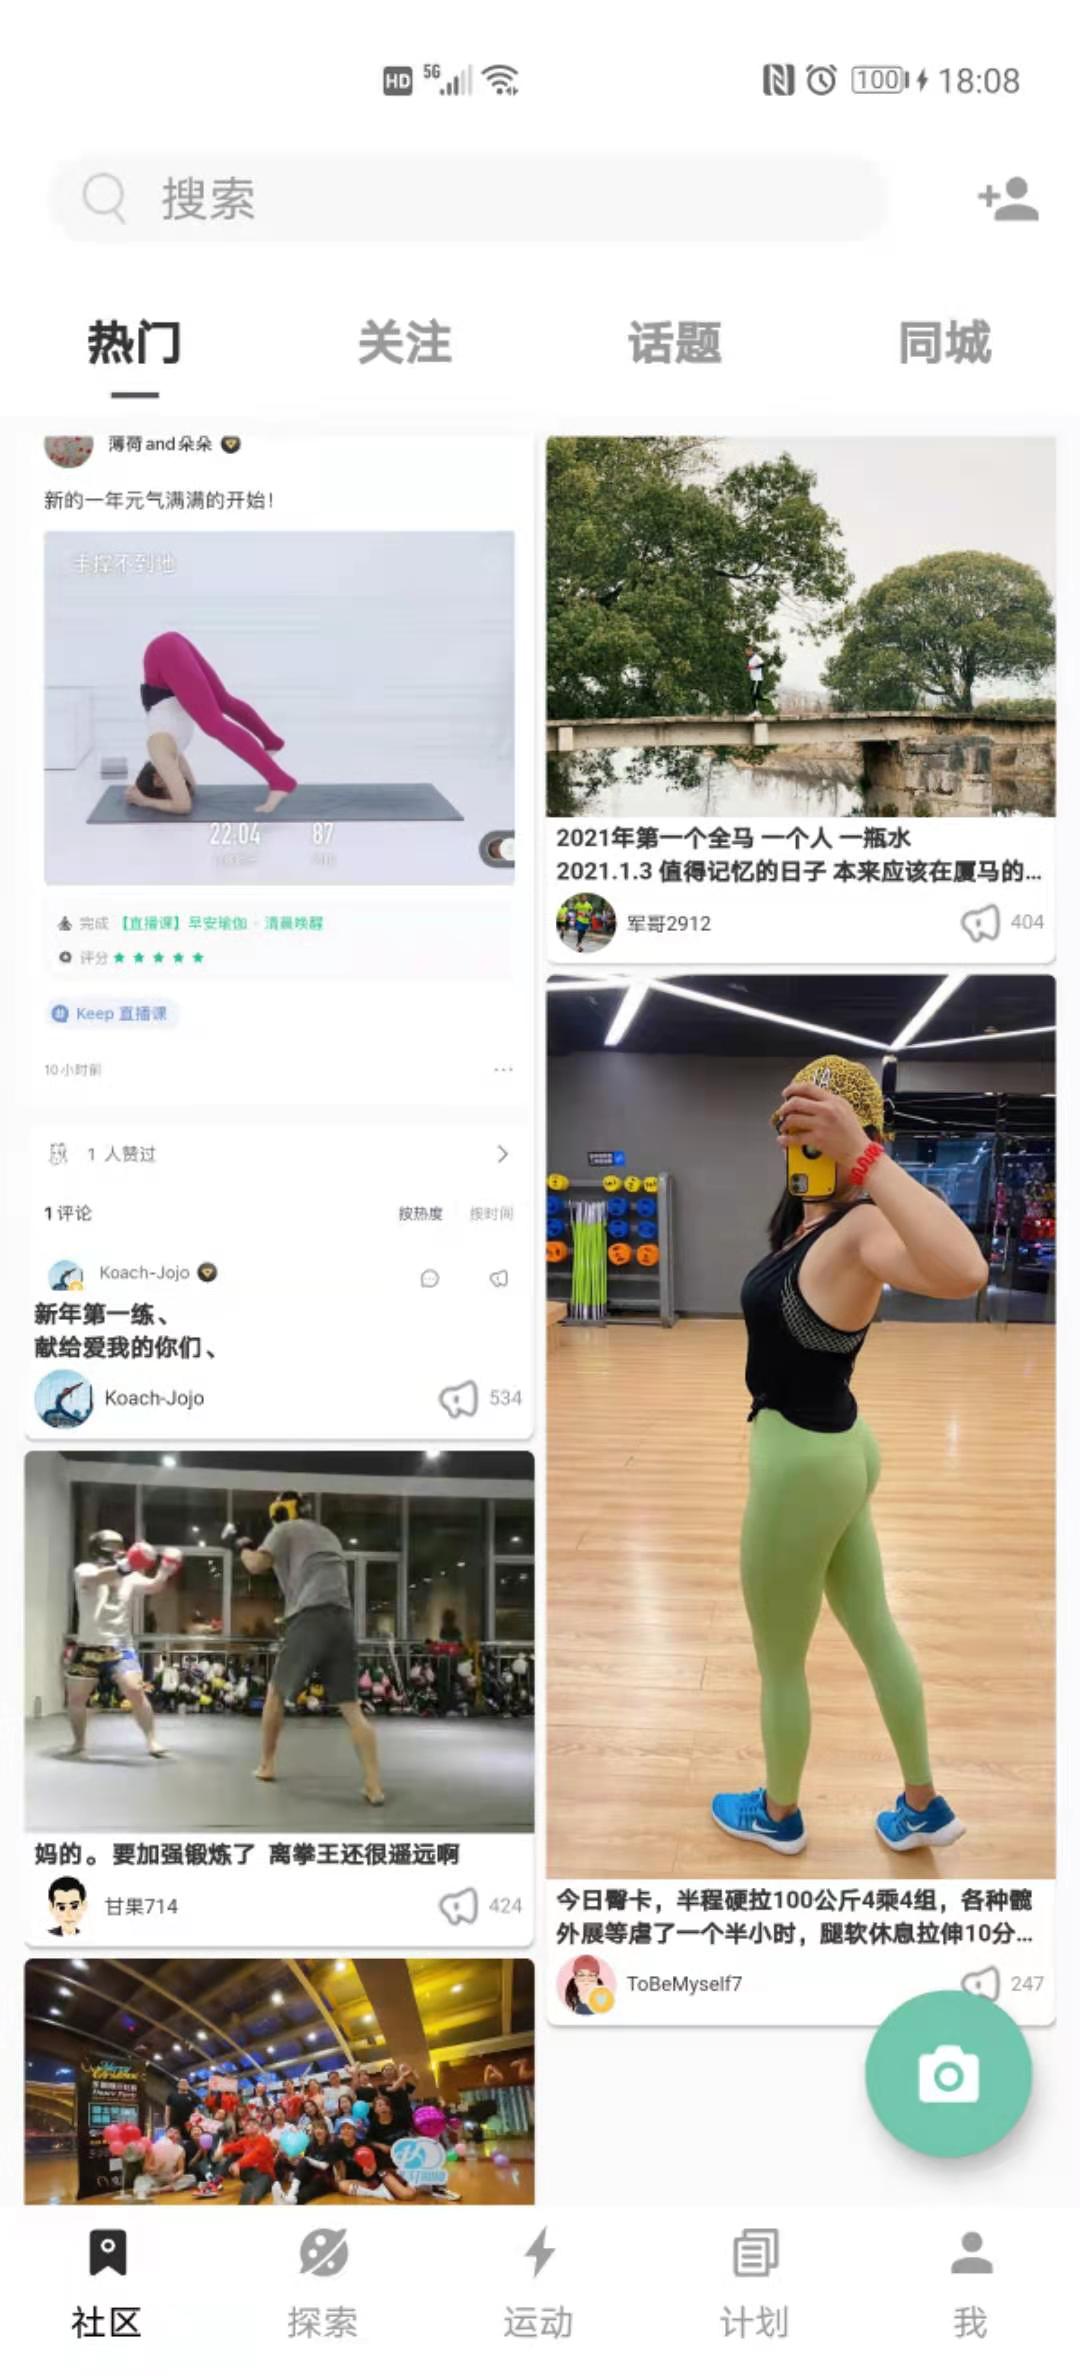 HD 5G 100 18:08
搜索
热门 关注 话题 同城
薄荷and朵朵
新的一年元气满满的开始！
手撑不到地
22:04 87
完成 【直播课】早安瑜伽 · 清晨唤醒
评分 ★ ★ ★ ★ ★
Keep 直播课
10小时前
1 人赞过
1评论 按热度 按时间
Koach-Jojo
新年第一练、
献给爱我的你们、
Koach-Jojo 534
妈的。要加强锻炼了 离拳王还很遥远啊
甘果714 424
2021年第一个全马 一个人 一瓶水
2021.1.3 值得记忆的日子 本来应该在厦马的...
军哥2912 404
今日臀卡，半程硬拉100公斤4乘4组，各种髋
外展等虐了一个半小时，腿软休息拉伸10分...
ToBeMyself7 247
社区 探索 运动 计划 我